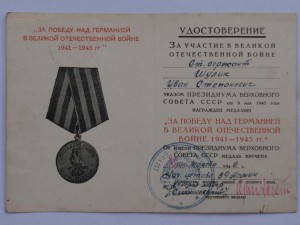 „ЗА ПОБЕДУ НАД ГЕРМАНИЕЙ
В ВЕЛИКОЙ ОТЕЧЕСТВЕННОЙ ВОЙНЕ
1941—1945 гг."
УДОСТОВЕРЕНИЕ
ЗА УЧАСТИЕ В ВЕЛИКОЙ
ОТЕЧЕСТВЕННОЙ ВОЙНЕ
Ст. сержант
Шулик
Иван Степанович
УКАЗОМ ПРЕЗИДИУМА ВЕРХОВНОГО
СОВЕТА СССР от 9 мая 1945 года
НАГРАЖДЕН МЕДАЛЬЮ
"ЗА ПОБЕДУ НАД ГЕРМАНИЕЙ
В ВЕЛИКОЙ ОТЕЧЕСТВЕННОЙ
ВОЙНЕ 1941—1945 гг."
ОТ ИМЕНИ ПРЕЗИДИУМА ВЕРХОВНОГО
СОВЕТА СССР МЕДАЛЬ ВРУЧЕНА